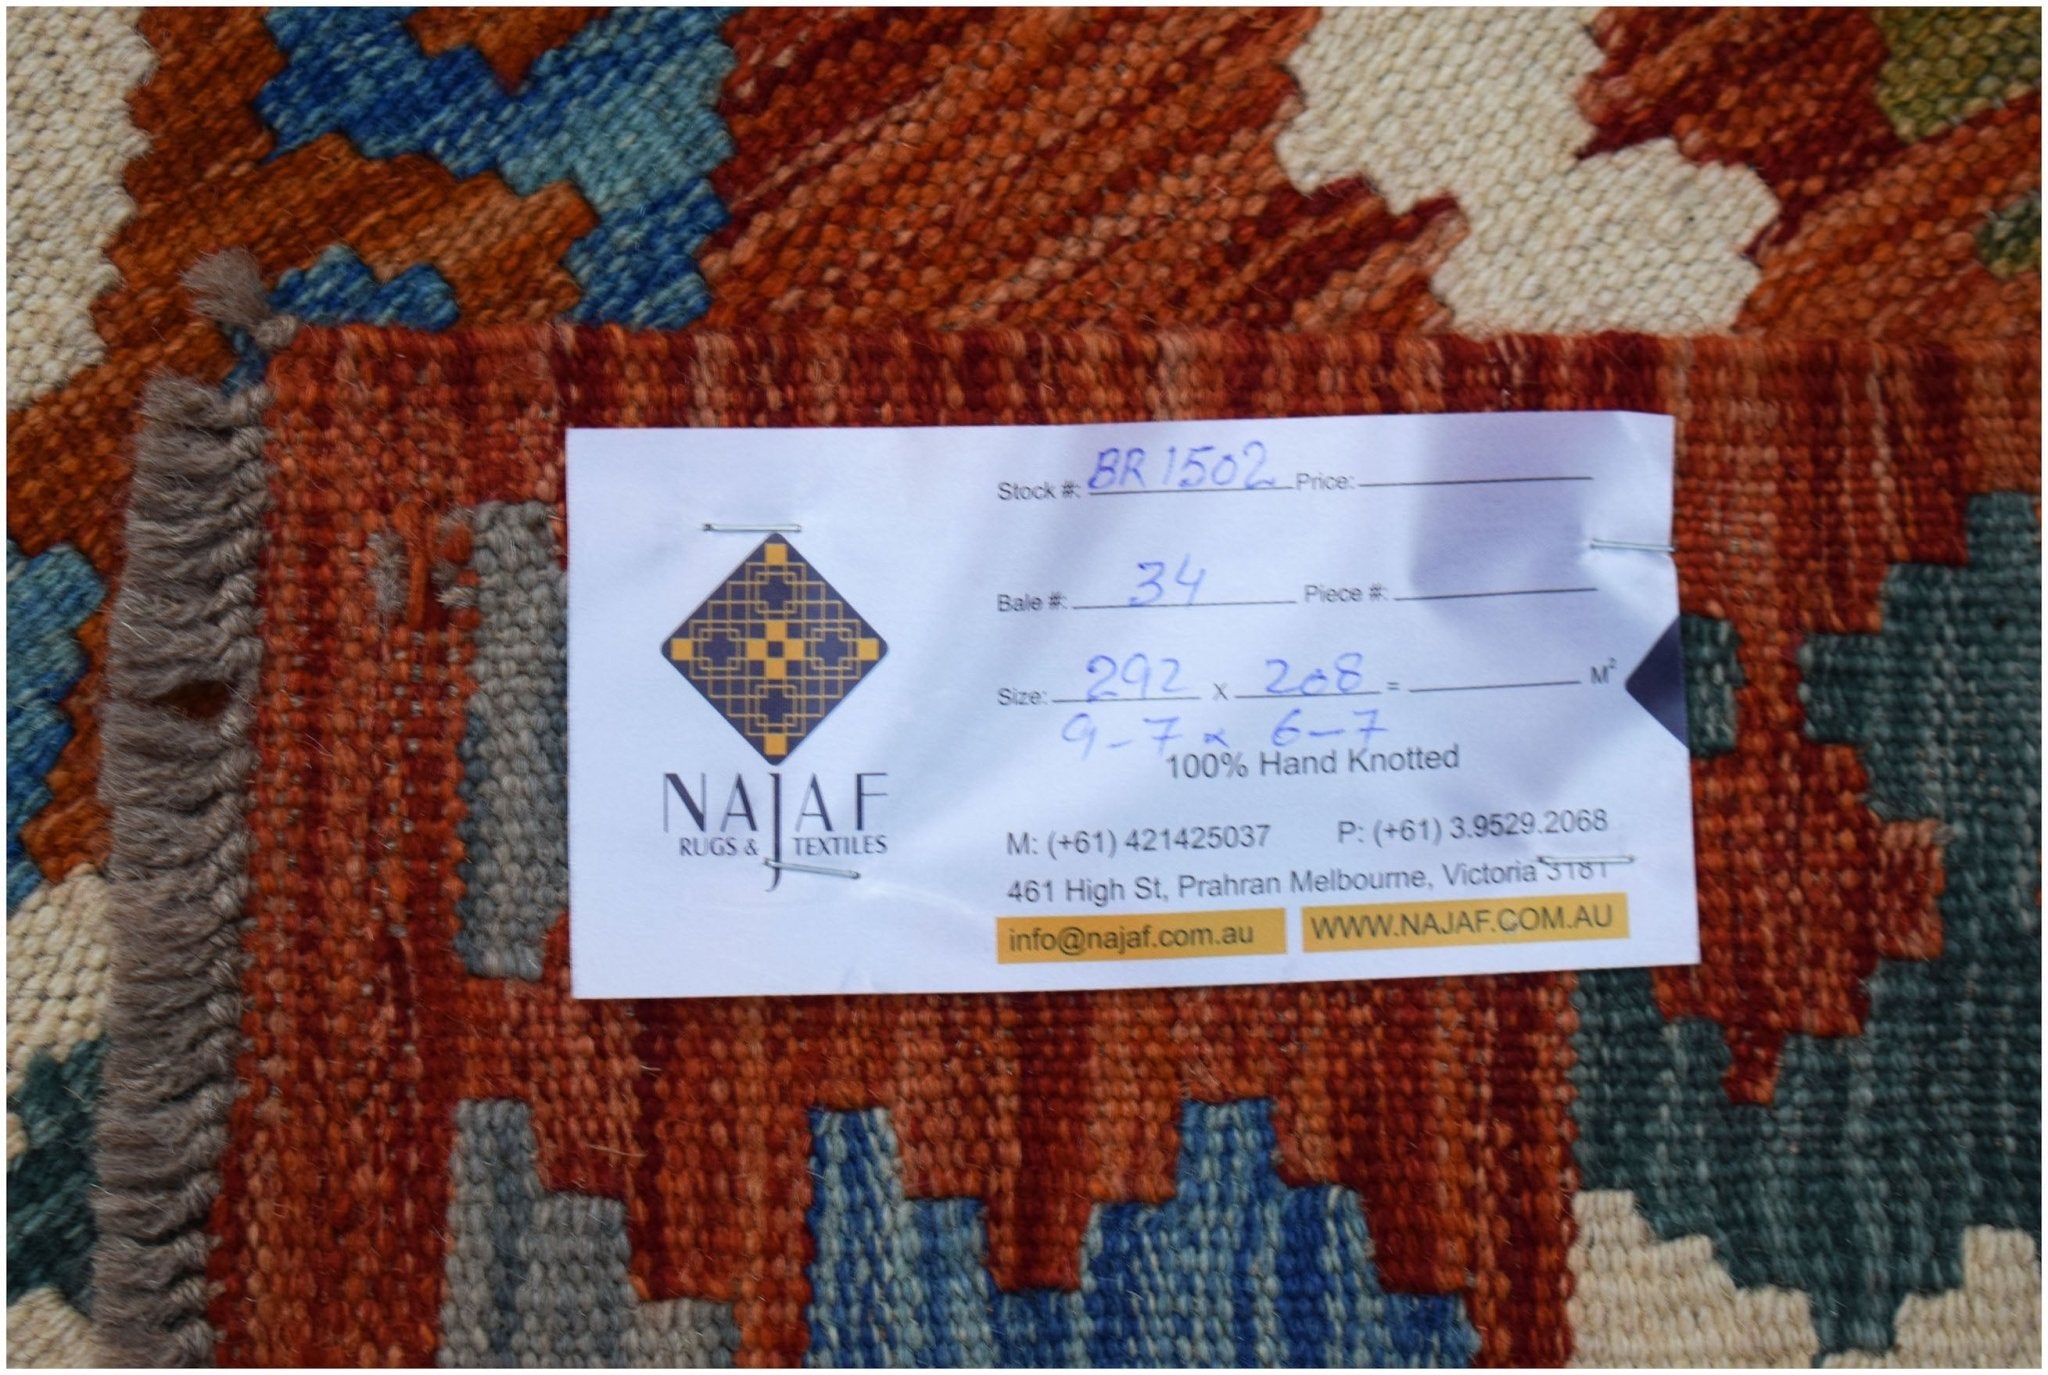 NAJAF
RUGS & TEXTILES
Stock #: BR1502 Price:
Bale #: 34 Piece #:
Size: 292 x 208 = M²
9-7 x 6-7
100% Hand Knotted
M: (+61) 421425037 P: (+61) 3.9529.2068
461 High St, Prahran Melbourne, Victoria 3181
info@najaf.com.au WWW.NAJAF.COM.AU